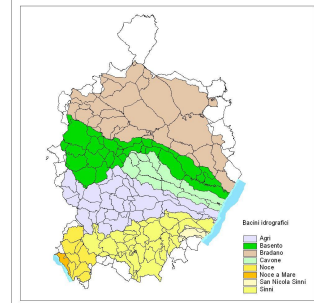 Bacini idrografici
Agri
Basento
Bradano
Cavone
Noce
Noce a Mare
San Nicola Sinni
Sinni